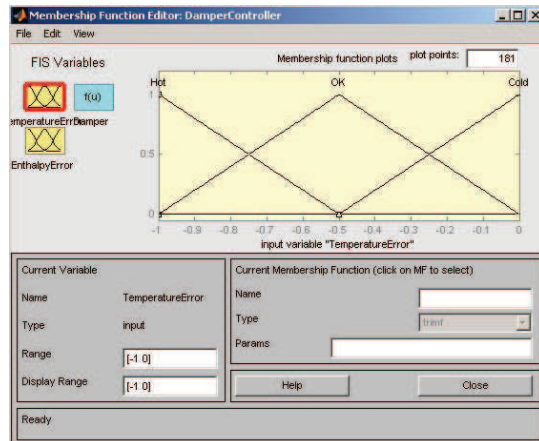 Membership Function Editor: DamperController
File Edit View
FIS Variables
f(u)
emperatureErr
Damper
EnthalpyError
Membership function plots plot points: 181
Hot OK Cold
1
0.5
0
-1 -0.9 -0.8 -0.7 -0.6 -0.5 -0.4 -0.3 -0.2 -0.1 0
input variable "TemperatureError"
Current Variable
Name TemperatureError
Type input
Range [-1 0]
Display Range [-1 0]
Current Membership Function (click on MF to select)
Name
Type trimf
Params
Help Close
Ready